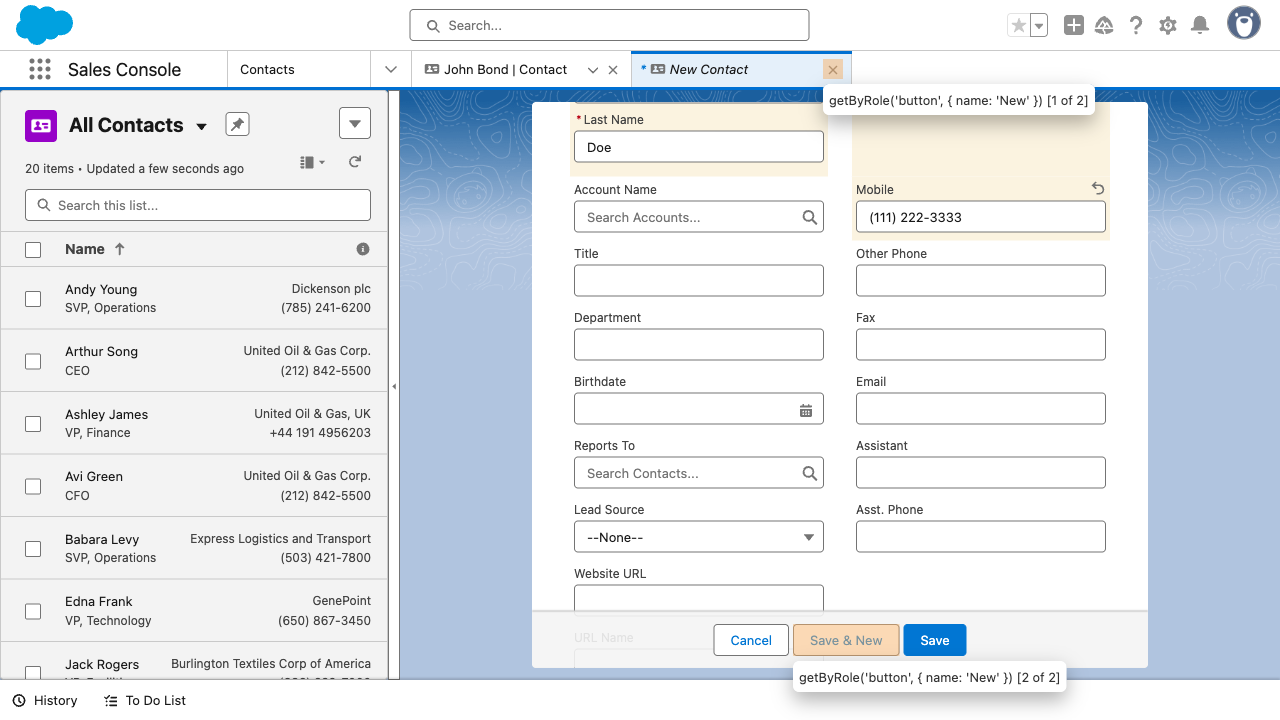 Search...
Sales Console
Contacts
John Bond | Contact
* New Contact
getByRole('button', { name: 'New' }) [1 of 2]
All Contacts
20 items • Updated a few seconds ago
Search this list...
Name
Andy Young
Dickenson plc
SVP, Operations
(785) 241-6200
Arthur Song
United Oil & Gas Corp.
CEO
(212) 842-5500
Ashley James
United Oil & Gas, UK
VP, Finance
+44 191 4956203
Avi Green
United Oil & Gas Corp.
CFO
(212) 842-5500
Babara Levy
Express Logistics and Transport
SVP, Operations
(503) 421-7800
Edna Frank
GenePoint
VP, Technology
(650) 867-3450
Jack Rogers
Burlington Textiles Corp of America
* Last Name
Doe
Account Name
Search Accounts...
Mobile
(111) 222-3333
Title
Other Phone
Department
Fax
Birthdate
Email
Reports To
Search Contacts...
Assistant
Lead Source
--None--
Asst. Phone
Website URL
URL Name
Cancel
Save & New
Save
getByRole('button', { name: 'New' }) [2 of 2]
History
To Do List